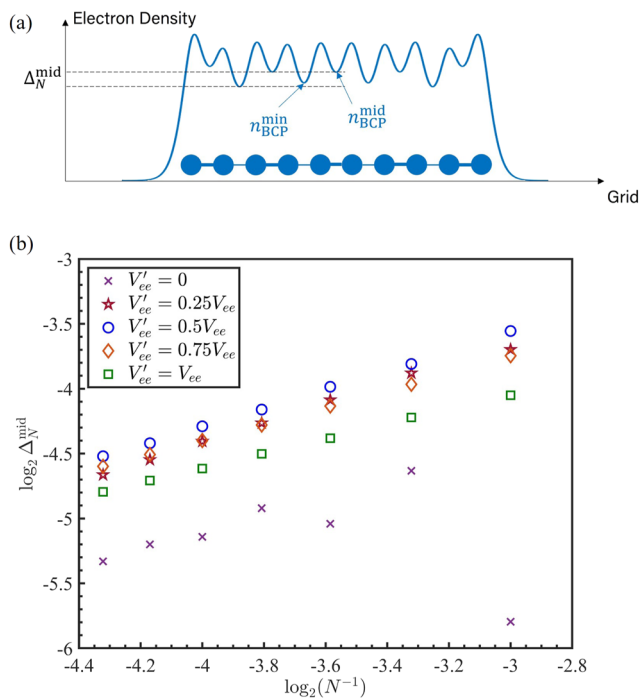 (a)
Electron Density
Δ_N^mid
n_BCP^min
n_BCP^mid
Grid
(b)
-3
-3.5
-4
-4.5
-5
-5.5
-6
V'_ee = 0
V'_ee = 0.25V_ee
V'_ee = 0.5V_ee
V'_ee = 0.75V_ee
V'_ee = V_ee
log₂ Δ_N^mid
-4.4 -4.2 -4 -3.8 -3.6 -3.4 -3.2 -3 -2.8
log₂(N⁻¹)